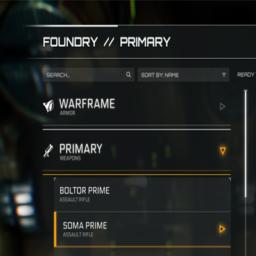 FOUNDRY // PRIMARY
SEARCH.. SORT BY: NAME READY
WARFRAME
ARMOR
PRIMARY
WEAPONS
BOLTOR PRIME
ASSAULT RIFLE
SOMA PRIME
ASSAULT RIFLE